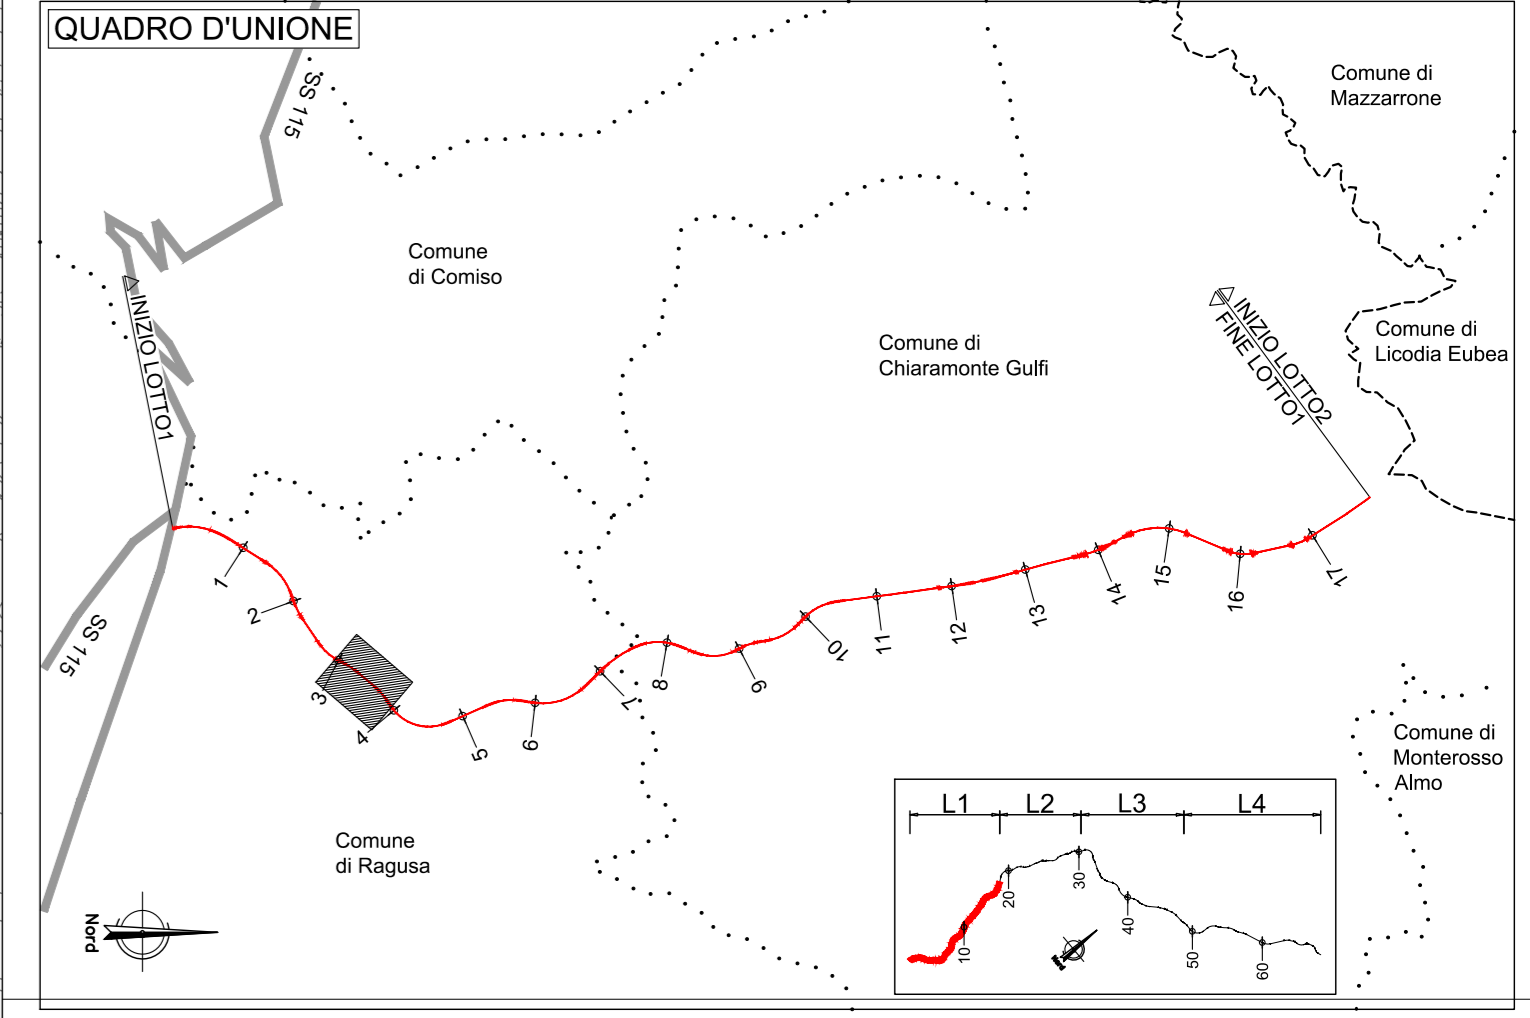 QUADRO D'UNIONE
SS 115
Comune di
Mazzarrone
Comune
di Comiso
INIZIO LOTTO1
Comune di
Chiaramonte Gulfi
INIZIO LOTTO2
FINE LOTTO1
Comune di
Licodia Eubea
1
2
3
4
5
6
7
8
9
10
11
12
13
14
15
16
17
SS 115
Comune
di Ragusa
Comune di
Monterosso
Almo
Nord
L1 L2 L3 L4
10
20
30
40
50
60
Nord